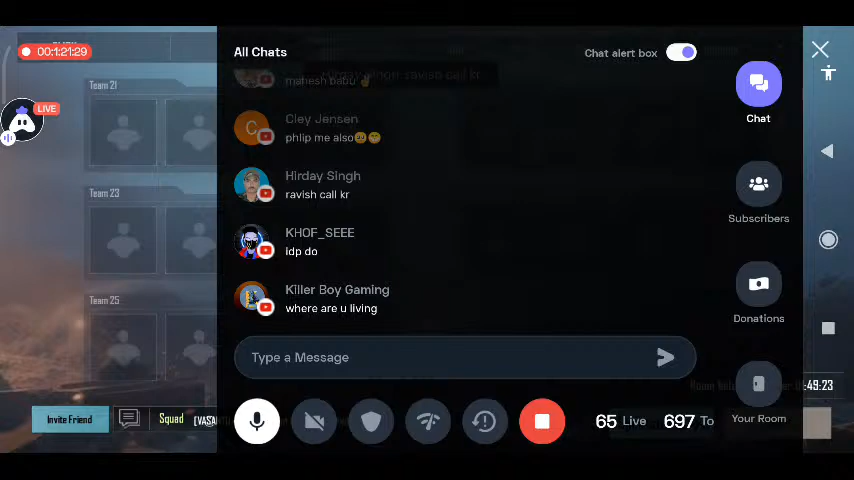 00:1:21:29
All Chats
Chat alert box
Team 21
LIVE
mahesh babu
Cley Jensen
phlip me also🥺😁
Chat
Hirday Singh
ravish call kr
Team 23
KHOF_SEEE
idp do
Subscribers
Killer Boy Gaming
where are u living
Team 25
Donations
Type a Message
:49:23
Invite Friend
Squad
65 Live
697 To
Your Room